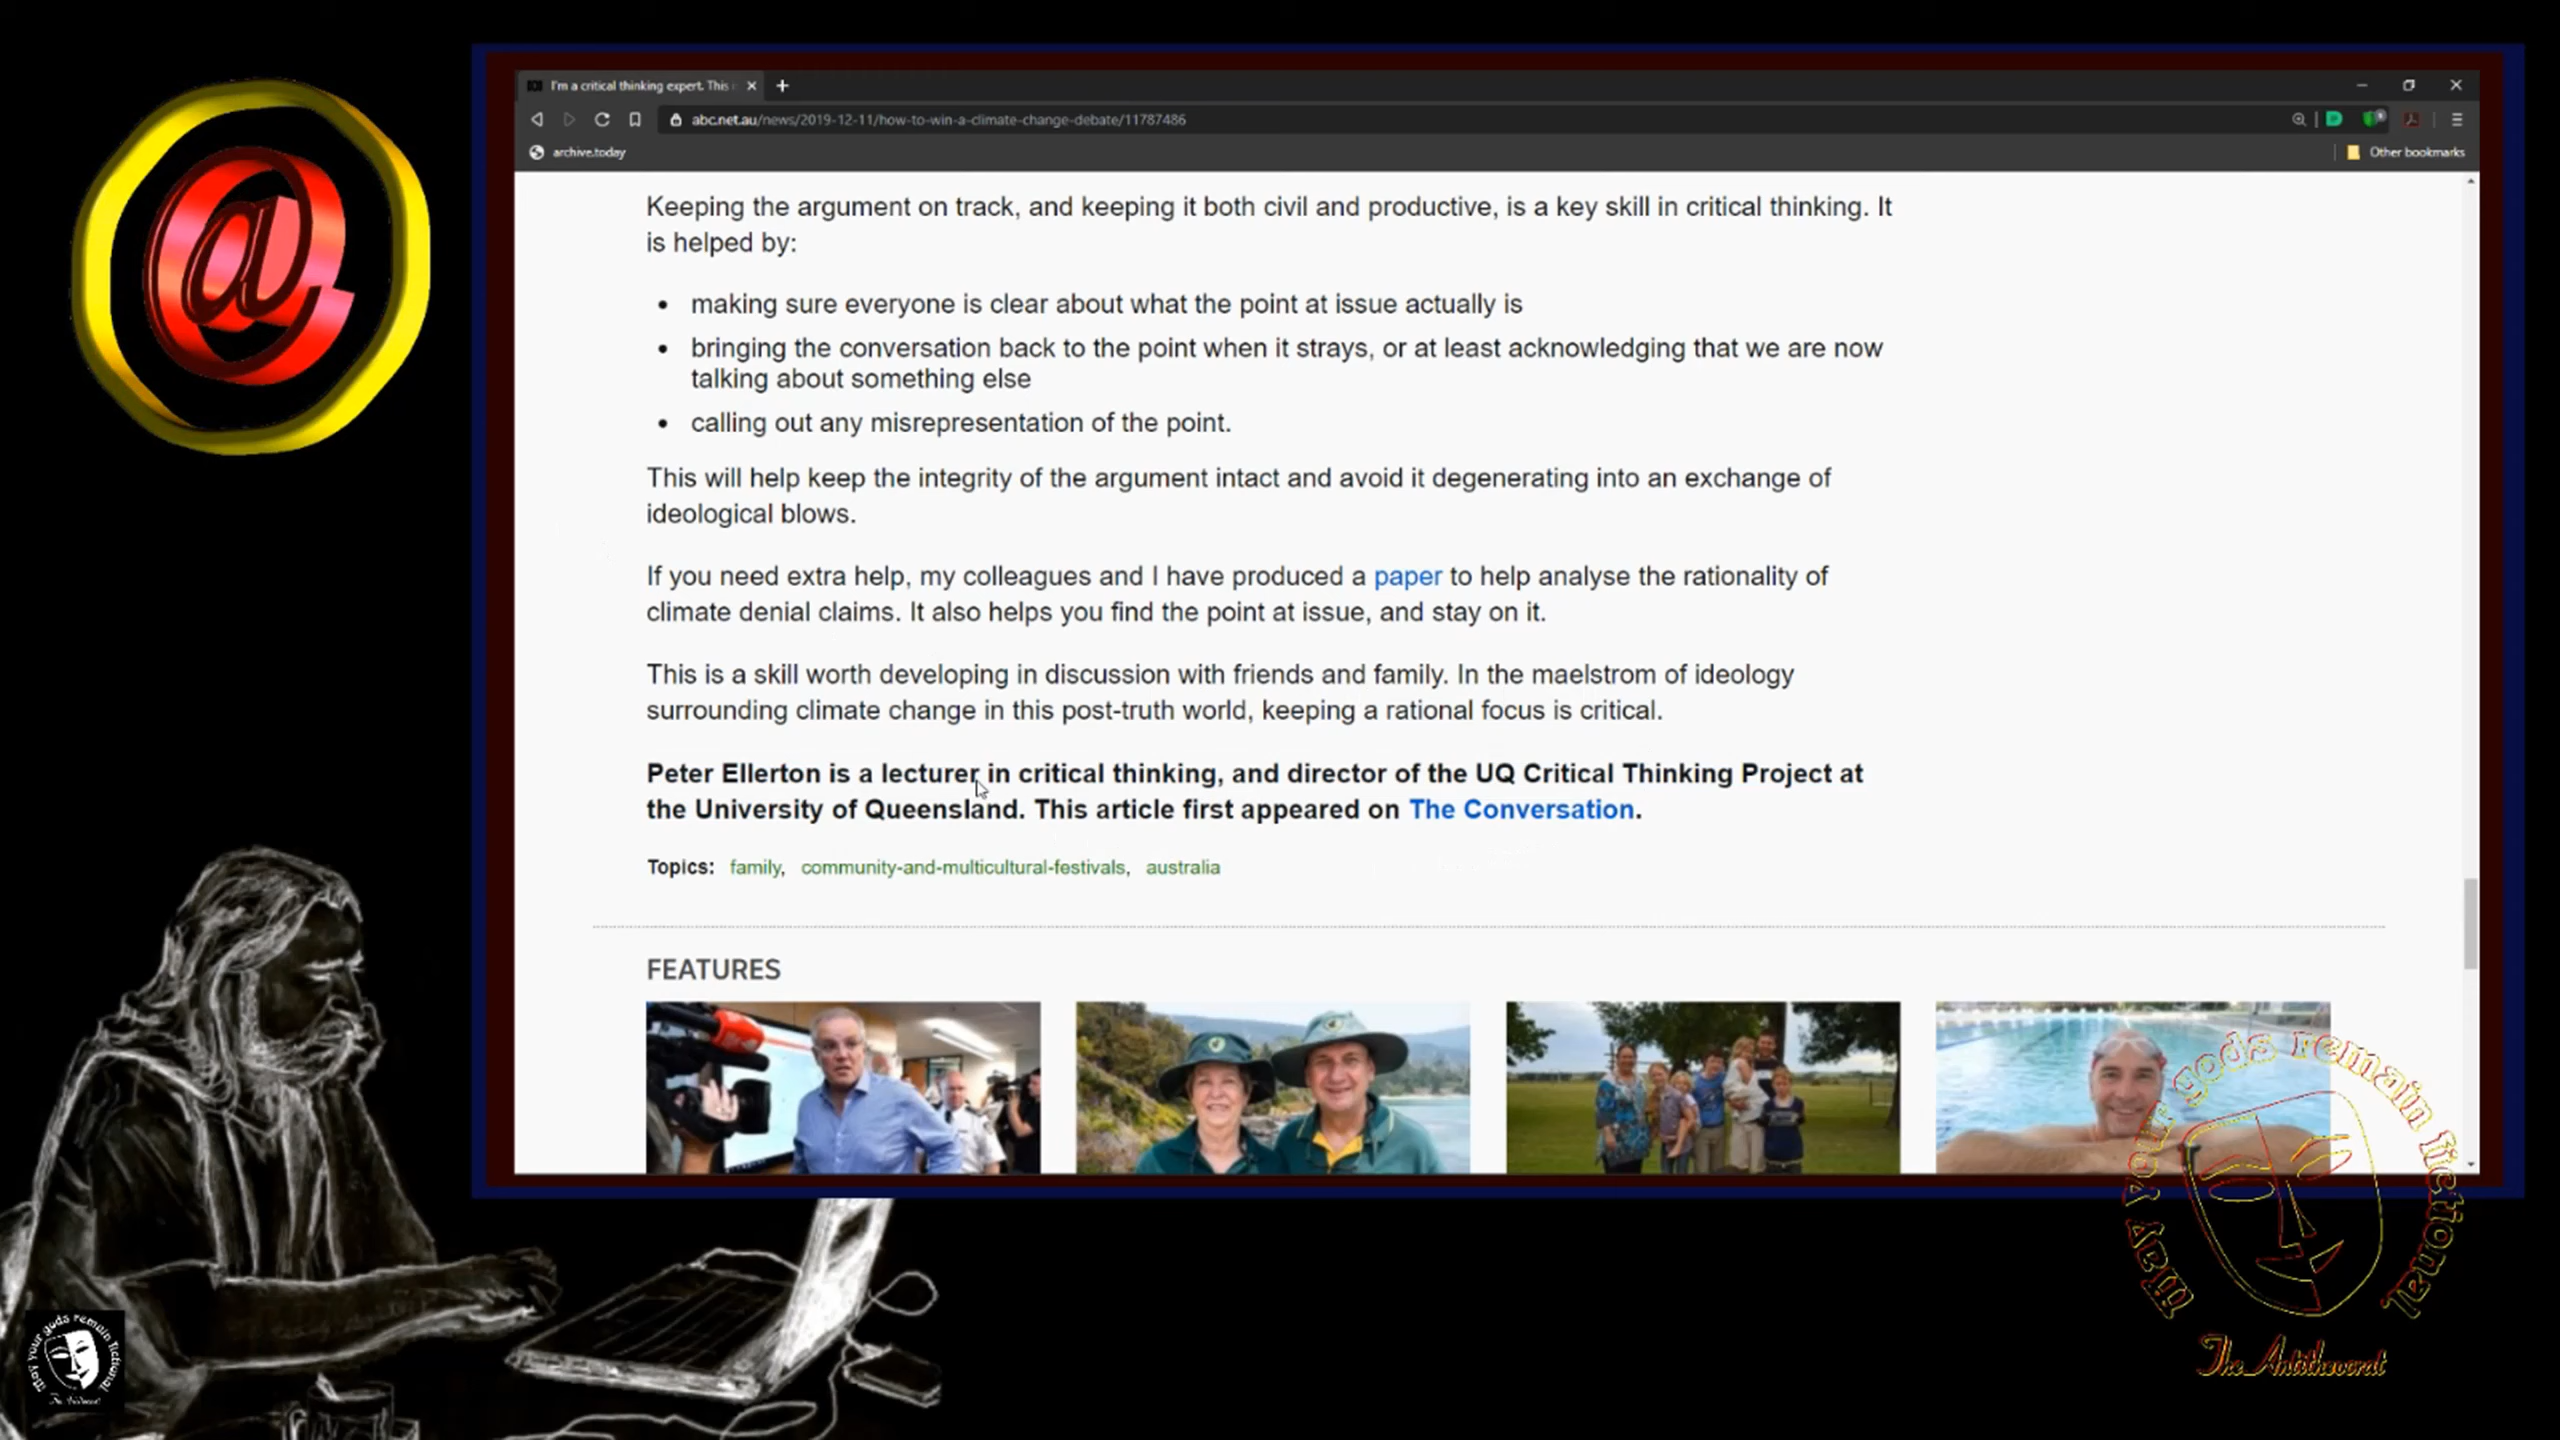 I'm a critical thinking expert. This
abc.net.au/news/2019-12-11/how-to-win-a-climate-change-debate/11787486
archive.today
Other bookmarks
Keeping the argument on track, and keeping it both civil and productive, is a key skill in critical thinking. It
is helped by:
• making sure everyone is clear about what the point at issue actually is
• bringing the conversation back to the point when it strays, or at least acknowledging that we are now
talking about something else
• calling out any misrepresentation of the point.
This will help keep the integrity of the argument intact and avoid it degenerating into an exchange of
ideological blows.
If you need extra help, my colleagues and I have produced a paper to help analyse the rationality of
climate denial claims. It also helps you find the point at issue, and stay on it.
This is a skill worth developing in discussion with friends and family. In the maelstrom of ideology
surrounding climate change in this post-truth world, keeping a rational focus is critical.
Peter Ellerton is a lecturer in critical thinking, and director of the UQ Critical Thinking Project at
the University of Queensland. This article first appeared on The Conversation.
Topics: family, community-and-multicultural-festivals, australia
FEATURES
@
May your gods remain fictional
The Antitheocrat
May your gods remain fictional